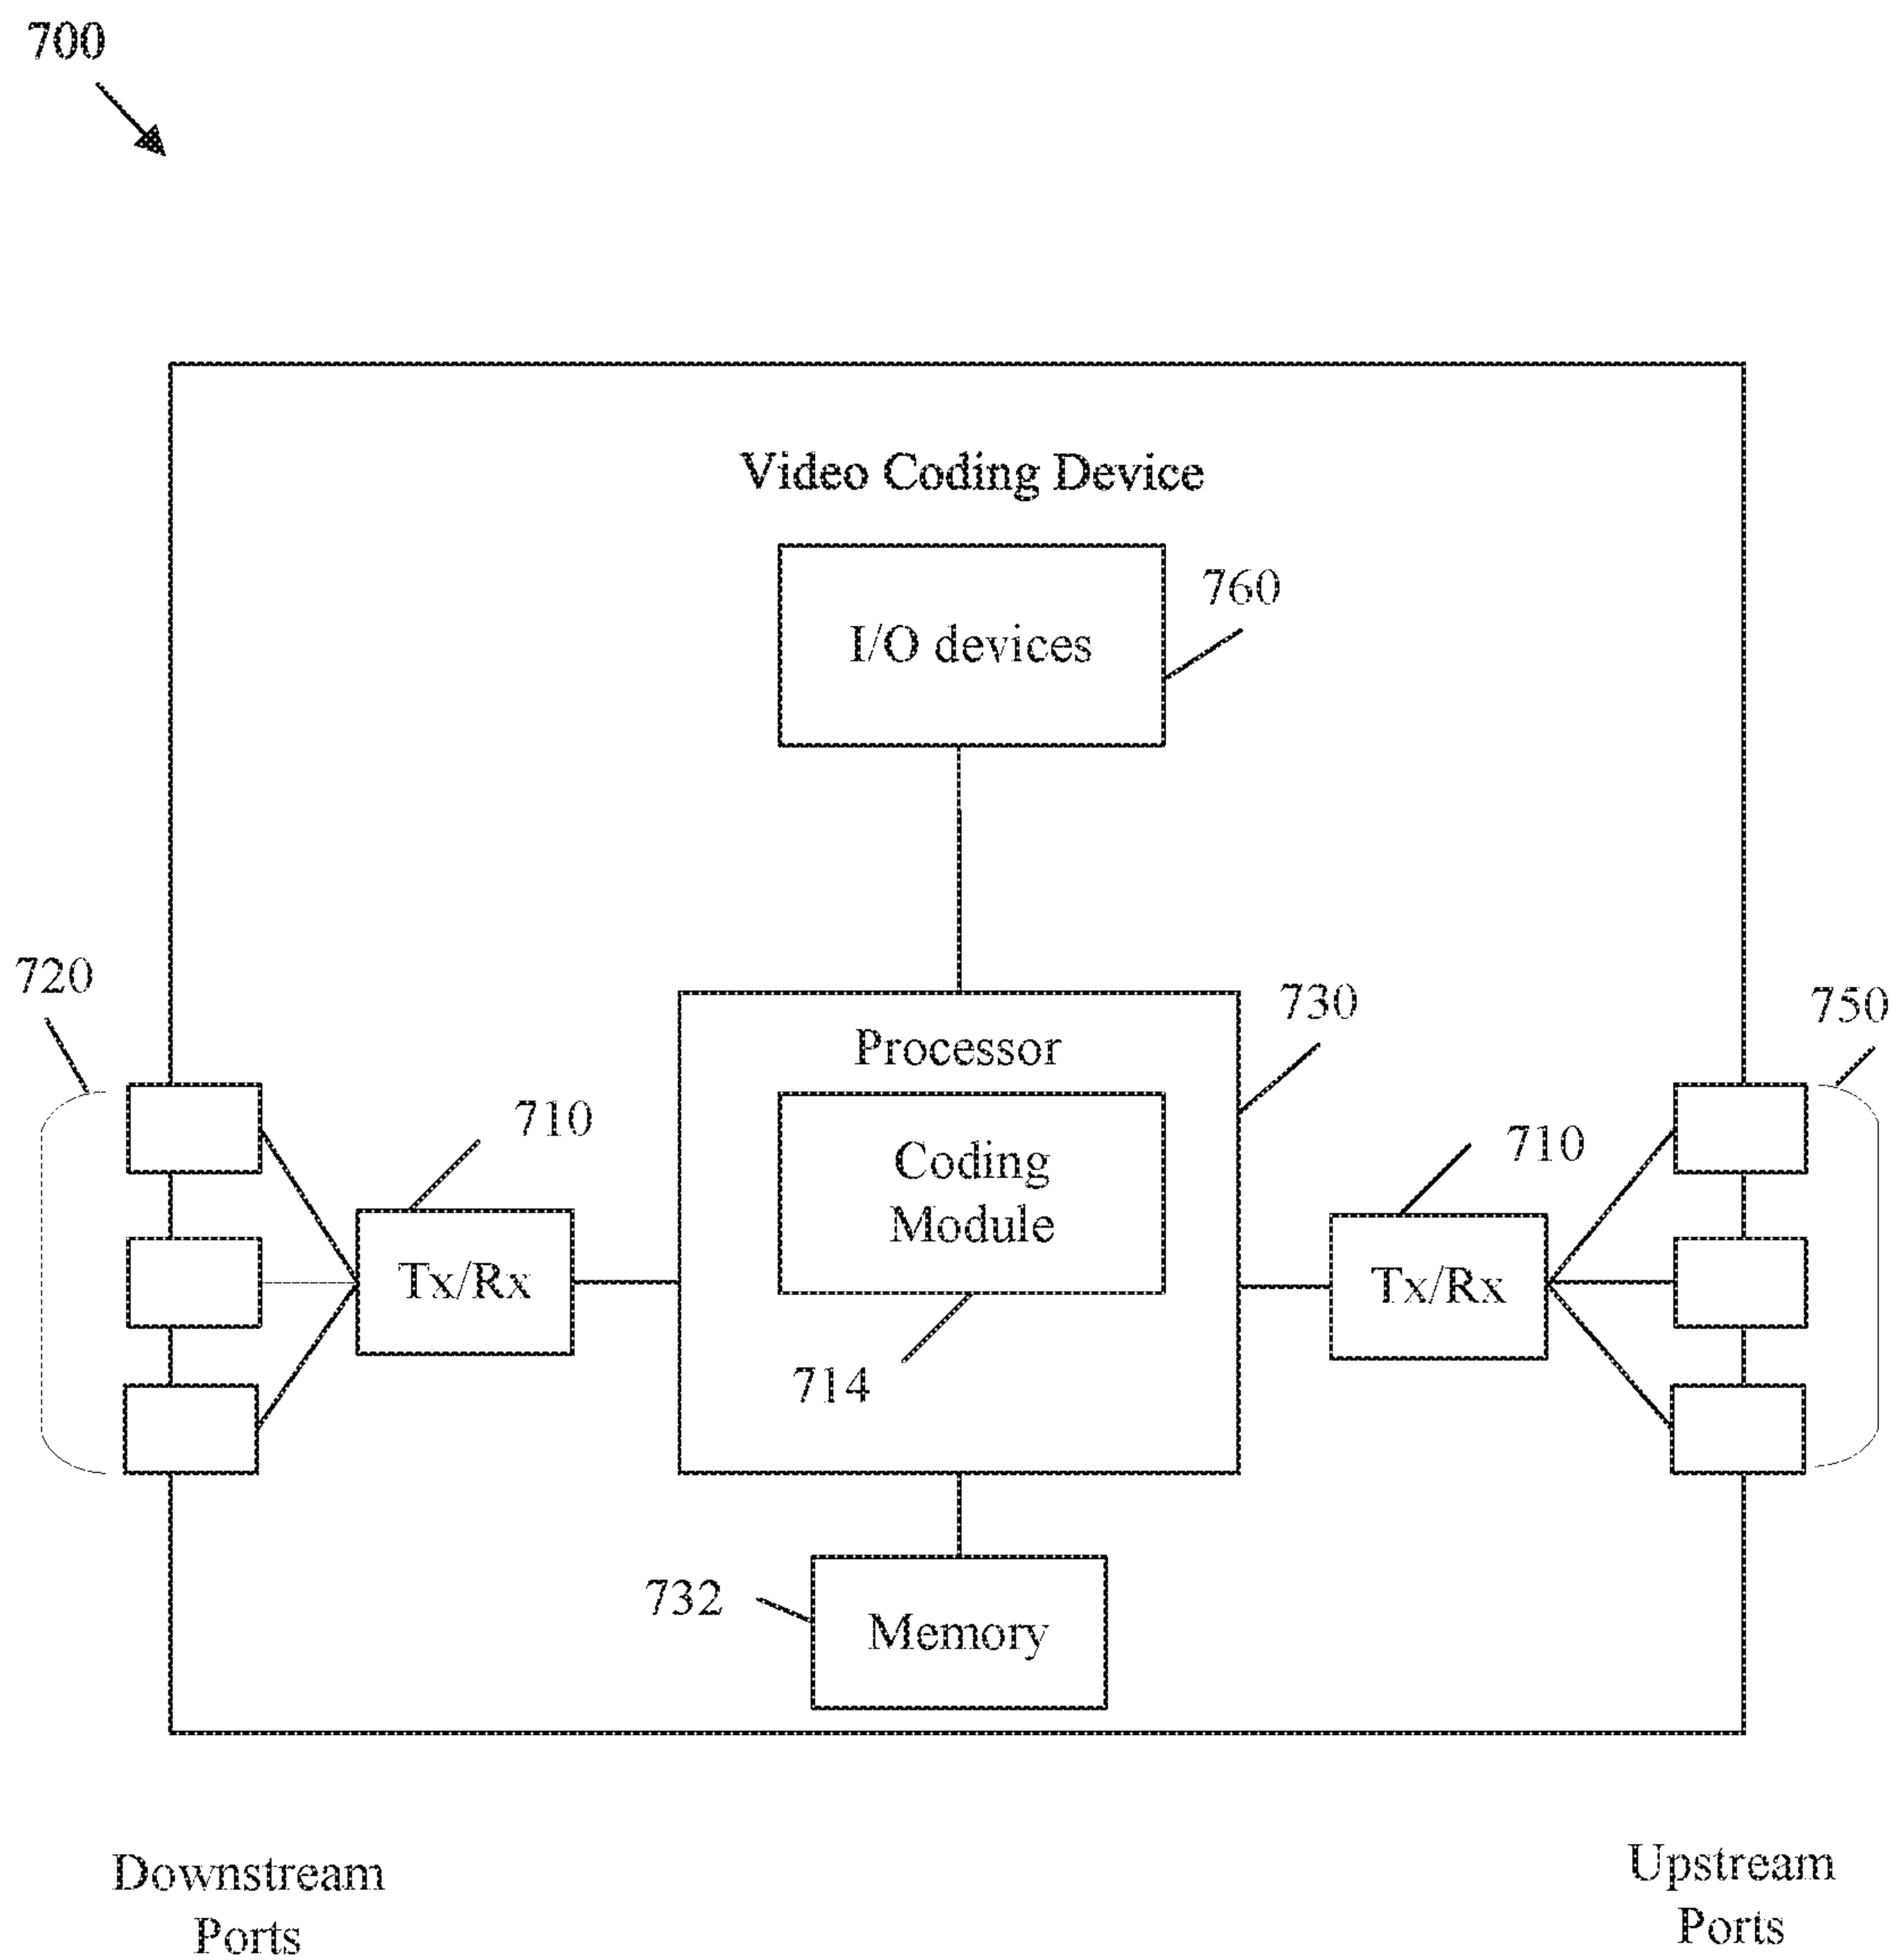 700
Video Coding Device
I/O devices
760
720
730
750
Processor
710
710
Coding
Module
Tx/Rx
Tx/Rx
714
732
Memory
Downstream
Ports
Upstream
Ports